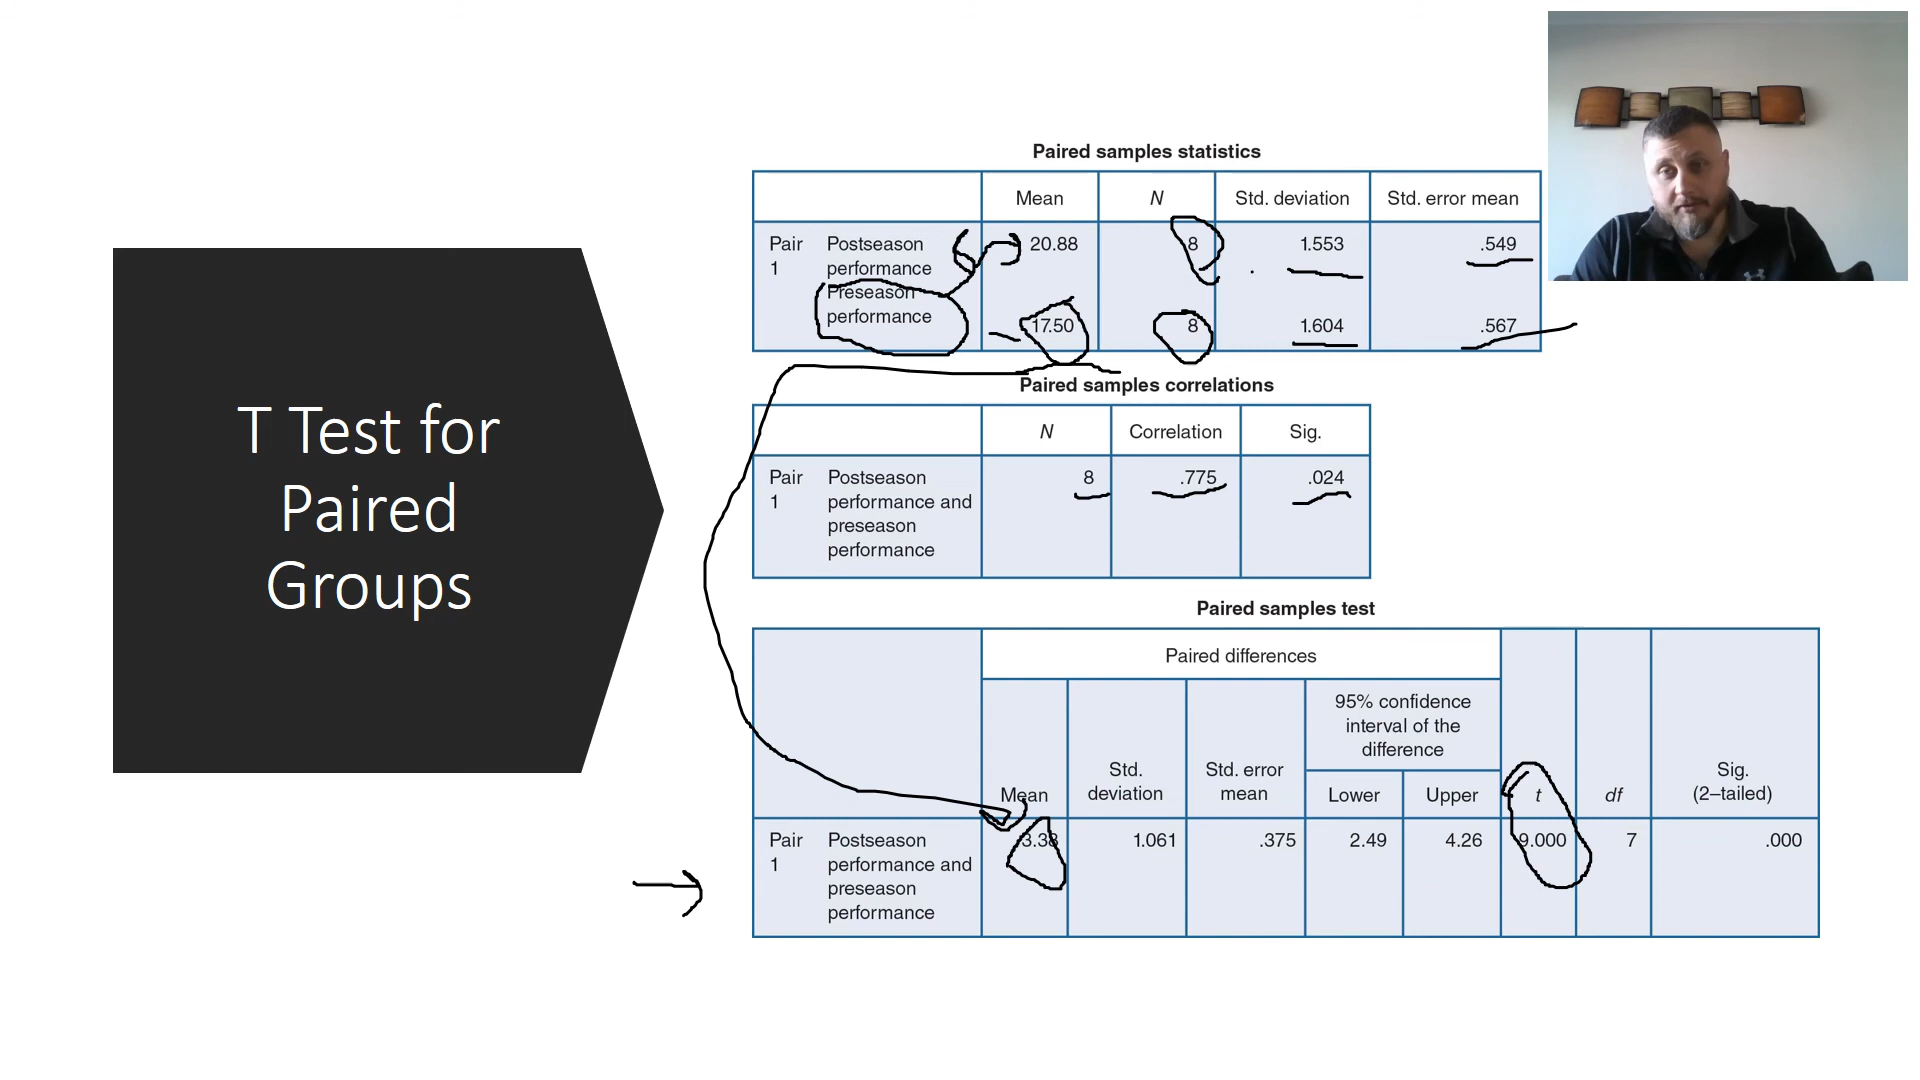 T Test for
Paired
Groups
Paired samples statistics
Mean N Std. deviation Std. error mean
Pair 1 Postseason performance 20.88 8 1.553 .549
Preseason performance 17.50 8 1.604 .567
Paired samples correlations
N Correlation Sig.
Pair 1 Postseason performance and preseason performance 8 .775 .024
Paired samples test
Paired differences
95% confidence interval of the difference
Mean Std. deviation Std. error mean Lower Upper t df Sig. (2–tailed)
Pair 1 Postseason performance and preseason performance 3.38 1.061 .375 2.49 4.26 9.000 7 .000